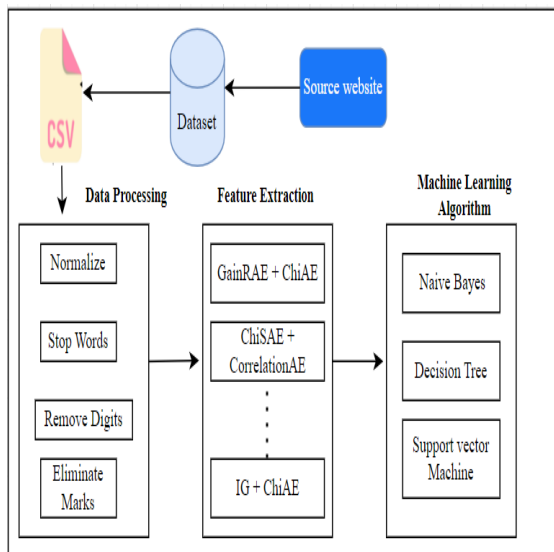 Source website
Dataset
CSV
Data Processing
Feature Extraction
Machine Learning
Algorithm
Normalize
Stop Words
Remove Digits
Eliminate
Marks
GainRAE + ChiAE
ChiSAE +
CorrelationAE
IG + ChiAE
Naive Bayes
Decision Tree
Support vector
Machine